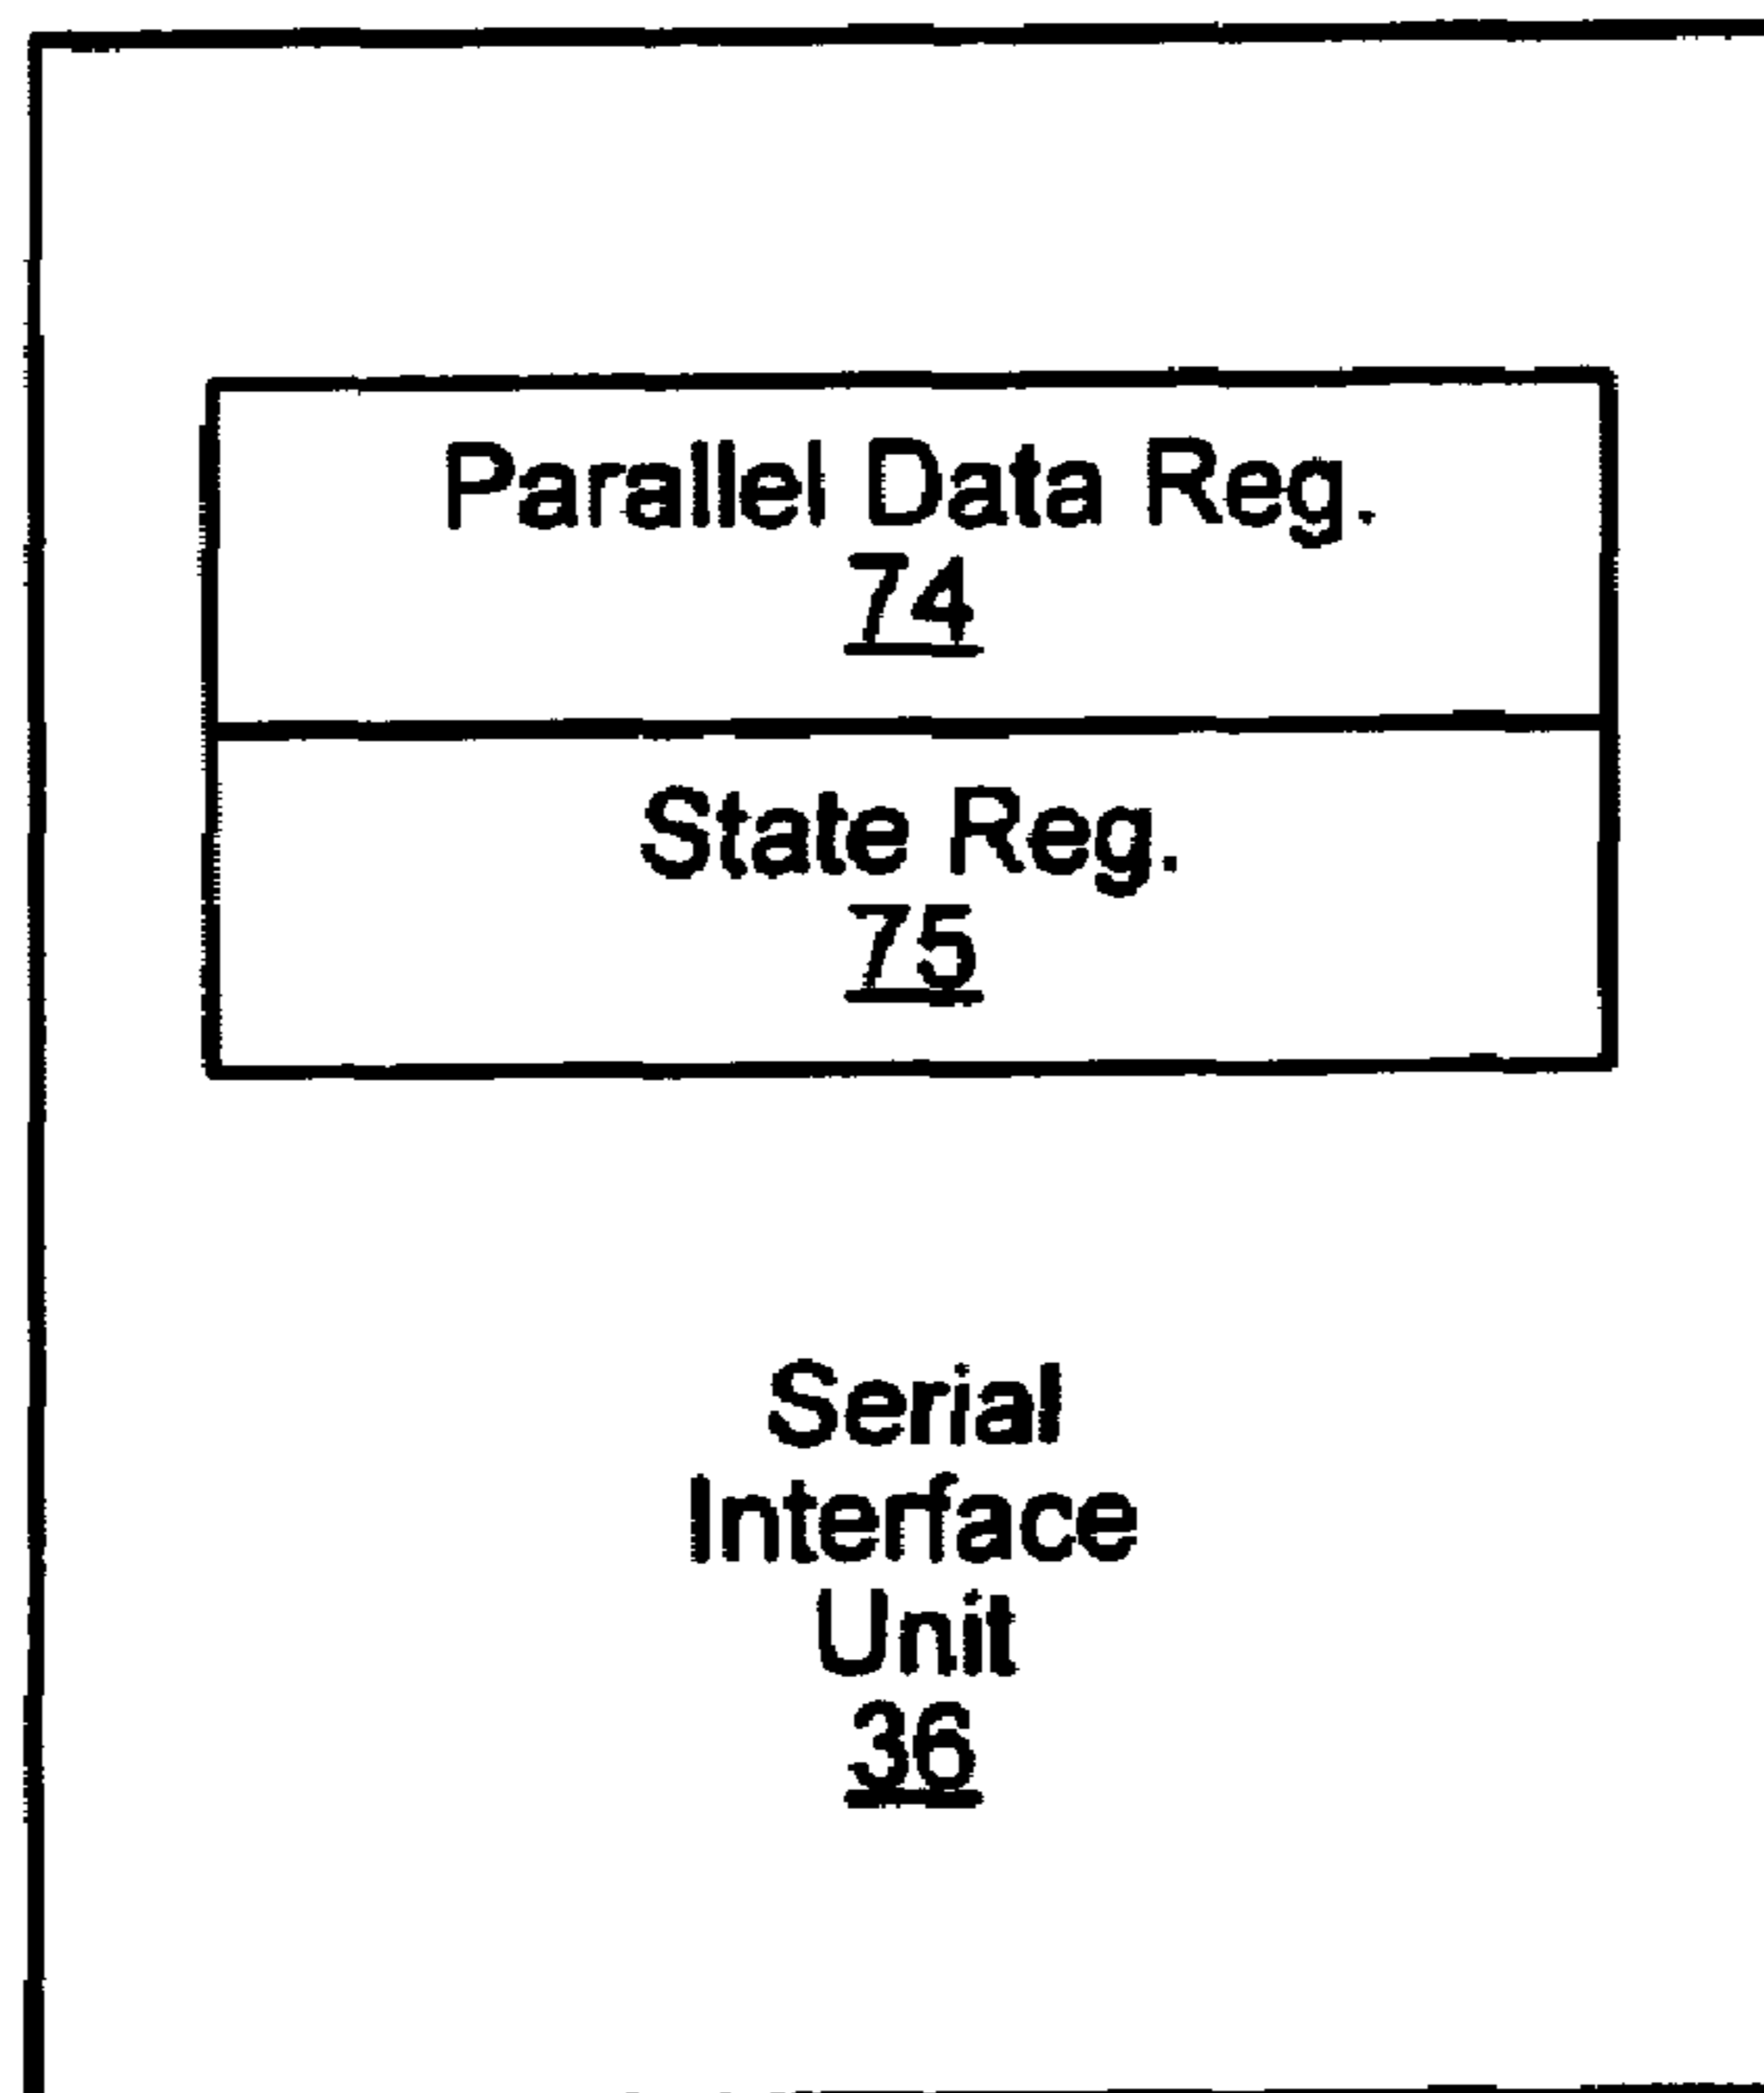 Parallel Data Reg.
74
State Reg.
75
Serial
Interface
Unit
36